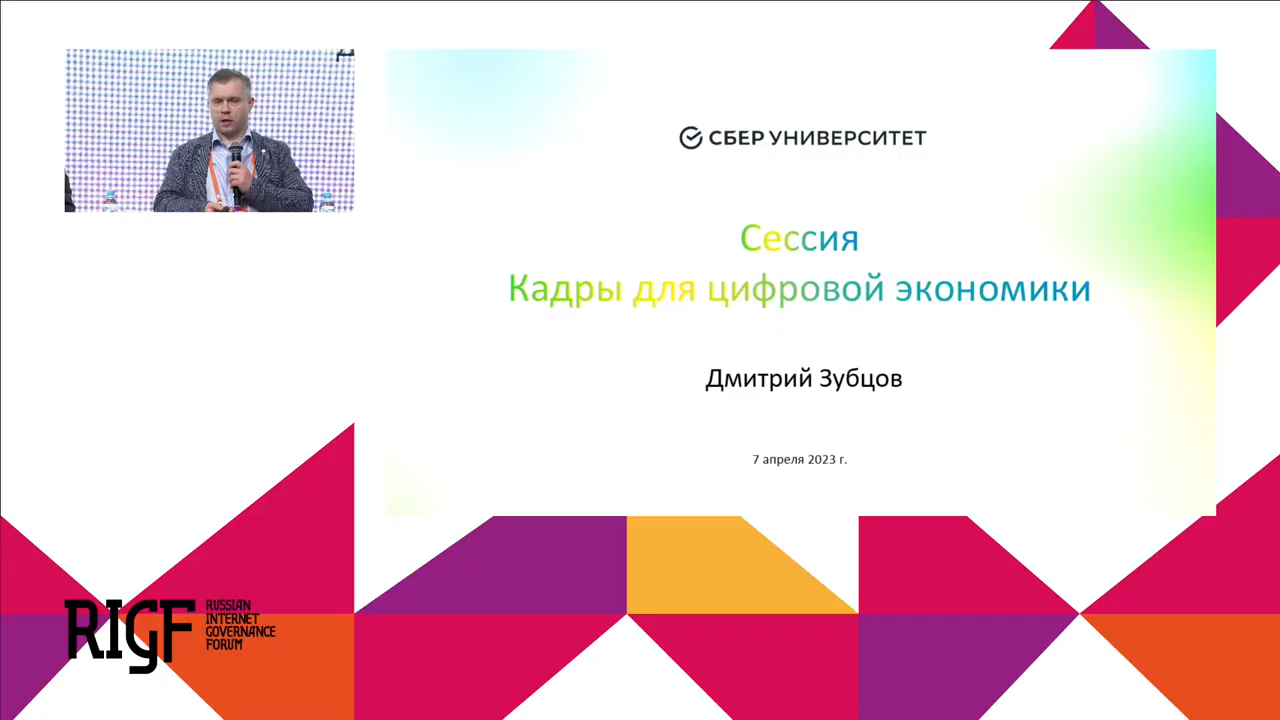 СБЕР УНИВЕРСИТЕТ
Сессия
Кадры для цифровой экономики
Дмитрий Зубцов
7 апреля 2023 г.
RIGF
RUSSIAN
INTERNET
GOVERNANCE
FORUM